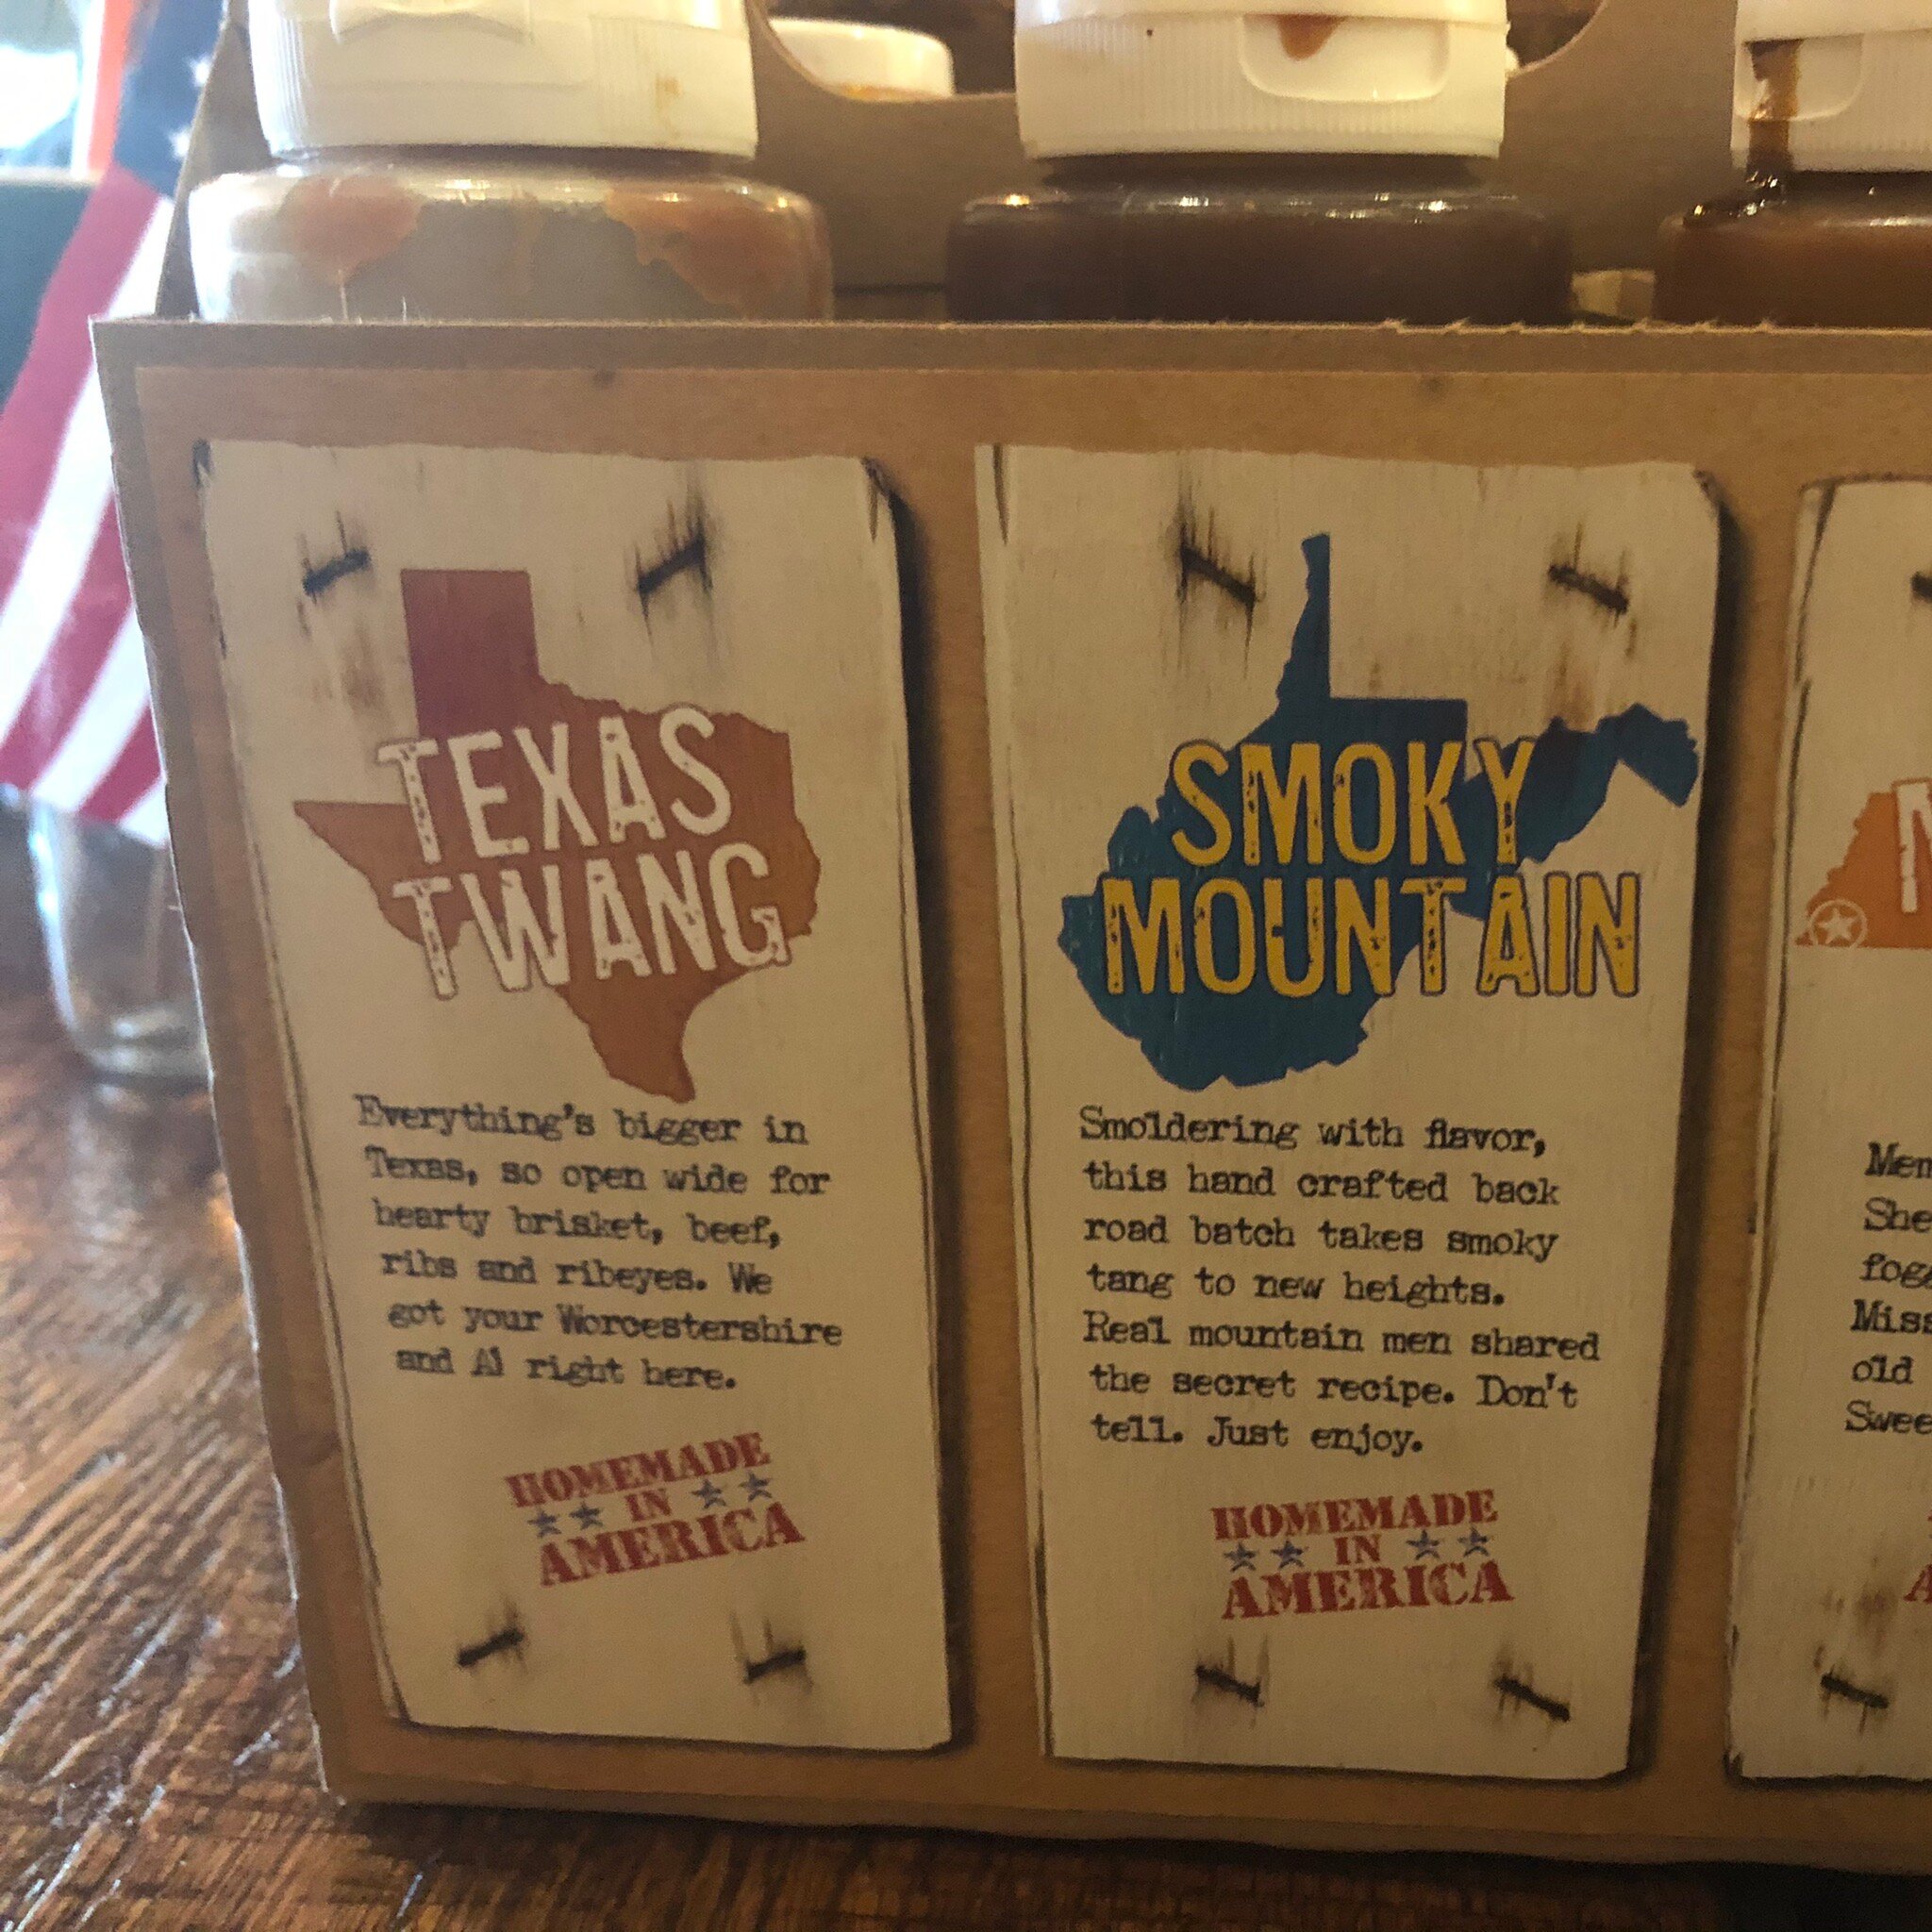 TEXAS
TWANG
Everything's bigger in
Texas, so open wide for
hearty brisket, beef,
ribs and ribeyes. We
got your Worcestershire
and A1 right here.
HOMEMADE
IN
AMERICA
SMOKY
MOUNTAIN
Smoldering with flavor,
this hand crafted back
road batch takes smoky
tang to new heights.
Real mountain men shared
the secret recipe. Don't
tell. Just enjoy.
HOMEMADE
IN
AMERICA
old